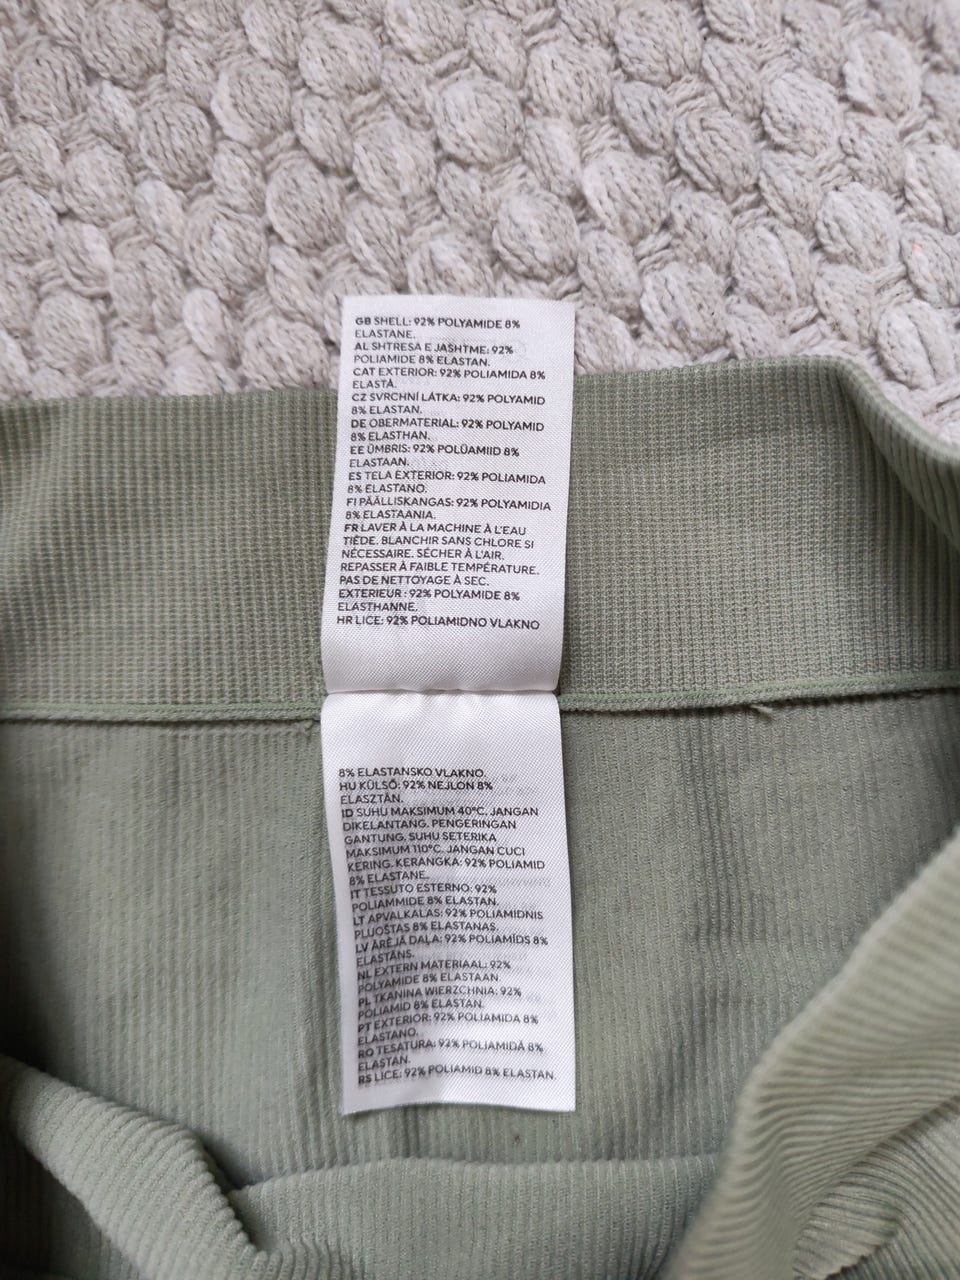 GB SHELL: 92% POLYAMIDE 8%
ELASTANE.
AL SHTRESA E JASHTME: 92%
POLIAMIDE 8% ELASTAN.
CAT EXTERIOR: 92% POLIAMIDA 8%
ELASTÀ.
CZ SVRCHNÍ LÁTKA: 92% POLYAMID
8% ELASTAN.
DE OBERMATERIAL: 92% POLYAMID
8% ELASTHAN.
EE ÜMBRIS: 92% POLÜAMIID 8%
ELASTAAN.
ES TELA EXTERIOR: 92% POLIAMIDA
8% ELASTANO.
FI PÄÄLLISKANGAS: 92% POLYAMIDIA
8% ELASTAANIA.
FR LAVER À LA MACHINE À L'EAU
TIÈDE. BLANCHIR SANS CHLORE SI
NÉCESSAIRE. SÉCHER À L'AIR.
REPASSER À FAIBLE TEMPÉRATURE.
PAS DE NETTOYAGE À SEC.
EXTÉRIEUR : 92% POLYAMIDE 8%
ELASTHANNE.
HR LICE: 92% POLIAMIDNO VLAKNO
8% ELASTANSKO VLAKNO.
HU KÜLSŐ: 92% NEJLON 8%
ELASZTÁN.
ID SUHU MAKSIMUM 40°C. JANGAN
DIKELANTANG. PENGERINGAN
GANTUNG. SUHU SETERIKA
MAKSIMUM 110°C. JANGAN CUCI
KERING. KERANGKA: 92% POLIAMID
8% ELASTANE.
IT TESSUTO ESTERNO: 92%
POLIAMMIDE 8% ELASTAN.
LT APVALKALAS: 92% POLIAMIDNIS
PLUOŠTAS 8% ELASTANAS.
LV ĀRĒJĀ DAĻA: 92% POLIAMĪDS 8%
ELASTĀNS.
NL EXTERN MATERIAAL: 92%
POLYAMIDE 8% ELASTAAN.
PL TKANINA WIERZCHNIA: 92%
POLIAMID 8% ELASTAN.
PT EXTERIOR: 92% POLIAMIDA 8%
ELASTANO.
RO TESATURA: 92% POLIAMIDĂ 8%
ELASTAN.
RS LICE: 92% POLIAMID 8% ELASTAN.